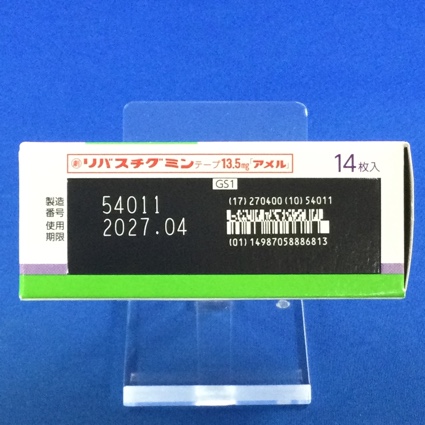 劇 リバスチグミンテープ13.5mg「アメル」 14枚入
GS1
製造番号 54011
使用期限 2027.04
(17) 270400 (10) 54011
(01) 14987058886813